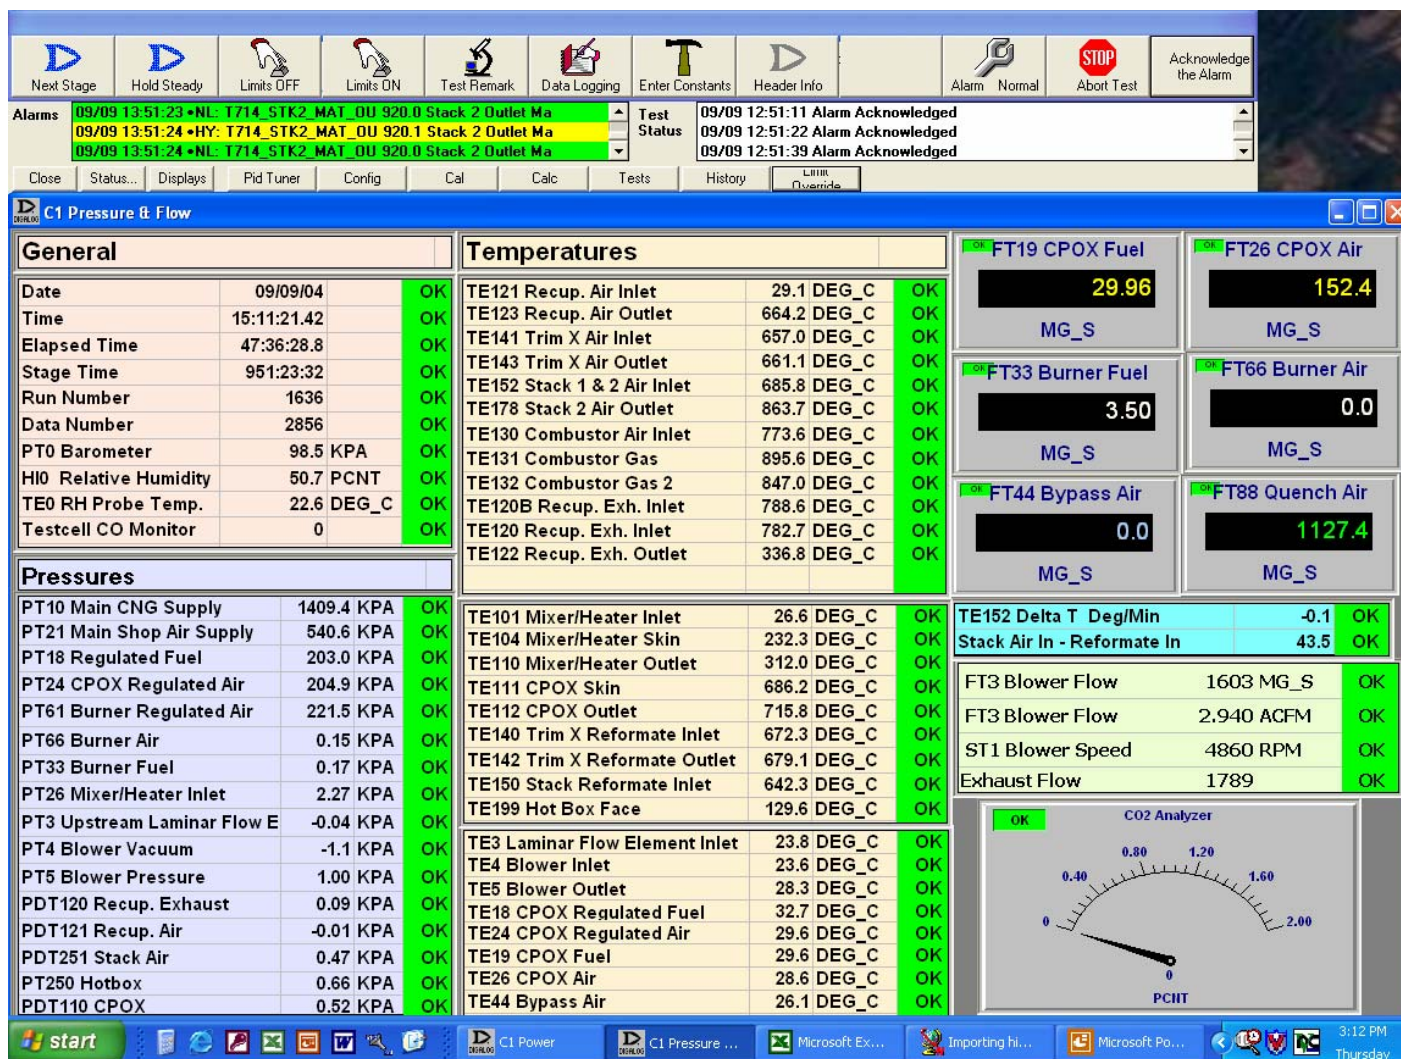 Next Stage Hold Steady Limits OFF Limits ON Test Remark Data Logging Enter Constants Header Info Alarm Normal STOP Abort Test Acknowledge the Alarm
Alarms
09/09 13:51:23 •NL: T714_STK2_MAT_OU 920.0 Stack 2 Outlet Ma
09/09 13:51:24 •HY: T714_STK2_MAT_OU 920.1 Stack 2 Outlet Ma
09/09 13:51:24 •NL: T714_STK2_MAT_OU 920.0 Stack 2 Outlet Ma
Test Status
09/09 12:51:11 Alarm Acknowledged
09/09 12:51:22 Alarm Acknowledged
09/09 12:51:39 Alarm Acknowledged
Close Status... Displays Pid Tuner Config Cal Calc Tests History Limit Override
DIGALOG C1 Pressure & Flow
General
Date 09/09/04 OK
Time 15:11:21.42 OK
Elapsed Time 47:36:28.8 OK
Stage Time 951:23:32 OK
Run Number 1636 OK
Data Number 2856 OK
PT0 Barometer 98.5 KPA OK
HI0 Relative Humidity 50.7 PCNT OK
TE0 RH Probe Temp. 22.6 DEG_C OK
Testcell CO Monitor 0 OK
Pressures
PT10 Main CNG Supply 1409.4 KPA OK
PT21 Main Shop Air Supply 540.6 KPA OK
PT18 Regulated Fuel 203.0 KPA OK
PT24 CPOX Regulated Air 204.9 KPA OK
PT61 Burner Regulated Air 221.5 KPA OK
PT66 Burner Air 0.15 KPA OK
PT33 Burner Fuel 0.17 KPA OK
PT26 Mixer/Heater Inlet 2.27 KPA OK
PT3 Upstream Laminar Flow E -0.04 KPA OK
PT4 Blower Vacuum -1.1 KPA OK
PT5 Blower Pressure 1.00 KPA OK
PDT120 Recup. Exhaust 0.09 KPA OK
PDT121 Recup. Air -0.01 KPA OK
PDT251 Stack Air 0.47 KPA OK
PT250 Hotbox 0.66 KPA OK
PDT110 CPOX 0.52 KPA OK
Temperatures
TE121 Recup. Air Inlet 29.1 DEG_C OK
TE123 Recup. Air Outlet 664.2 DEG_C OK
TE141 Trim X Air Inlet 657.0 DEG_C OK
TE143 Trim X Air Outlet 661.1 DEG_C OK
TE152 Stack 1 & 2 Air Inlet 685.8 DEG_C OK
TE178 Stack 2 Air Outlet 863.7 DEG_C OK
TE130 Combustor Air Inlet 773.6 DEG_C OK
TE131 Combustor Gas 895.6 DEG_C OK
TE132 Combustor Gas 2 847.0 DEG_C OK
TE120B Recup. Exh. Inlet 788.6 DEG_C OK
TE120 Recup. Exh. Inlet 782.7 DEG_C OK
TE122 Recup. Exh. Outlet 336.8 DEG_C OK
TE101 Mixer/Heater Inlet 26.6 DEG_C OK
TE104 Mixer/Heater Skin 232.3 DEG_C OK
TE110 Mixer/Heater Outlet 312.0 DEG_C OK
TE111 CPOX Skin 686.2 DEG_C OK
TE112 CPOX Outlet 715.8 DEG_C OK
TE140 Trim X Reformate Inlet 672.3 DEG_C OK
TE142 Trim X Reformate Outlet 679.1 DEG_C OK
TE150 Stack Reformate Inlet 642.3 DEG_C OK
TE199 Hot Box Face 129.6 DEG_C OK
TE3 Laminar Flow Element Inlet 23.8 DEG_C OK
TE4 Blower Inlet 23.6 DEG_C OK
TE5 Blower Outlet 28.3 DEG_C OK
TE18 CPOX Regulated Fuel 32.7 DEG_C OK
TE24 CPOX Regulated Air 29.6 DEG_C OK
TE19 CPOX Fuel 29.6 DEG_C OK
TE26 CPOX Air 28.6 DEG_C OK
TE44 Bypass Air 26.1 DEG_C OK
OK FT19 CPOX Fuel
29.96
MG_S
OK FT26 CPOX Air
152.4
MG_S
OK FT33 Burner Fuel
3.50
MG_S
OK FT66 Burner Air
0.0
MG_S
OK FT44 Bypass Air
0.0
MG_S
OK FT88 Quench Air
1127.4
MG_S
TE152 Delta T Deg/Min -0.1 OK
Stack Air In - Reformate In 43.5 OK
FT3 Blower Flow 1603 MG_S OK
FT3 Blower Flow 2.940 ACFM OK
ST1 Blower Speed 4860 RPM OK
Exhaust Flow 1789 OK
OK CO2 Analyzer
0 0.40 0.80 1.20 1.60 2.00
0
PCNT
start DIGALOG C1 Power DIGALOG C1 Pressure ... Microsoft Ex... Importing hi... Microsoft Po... 3:12 PM
Thursday